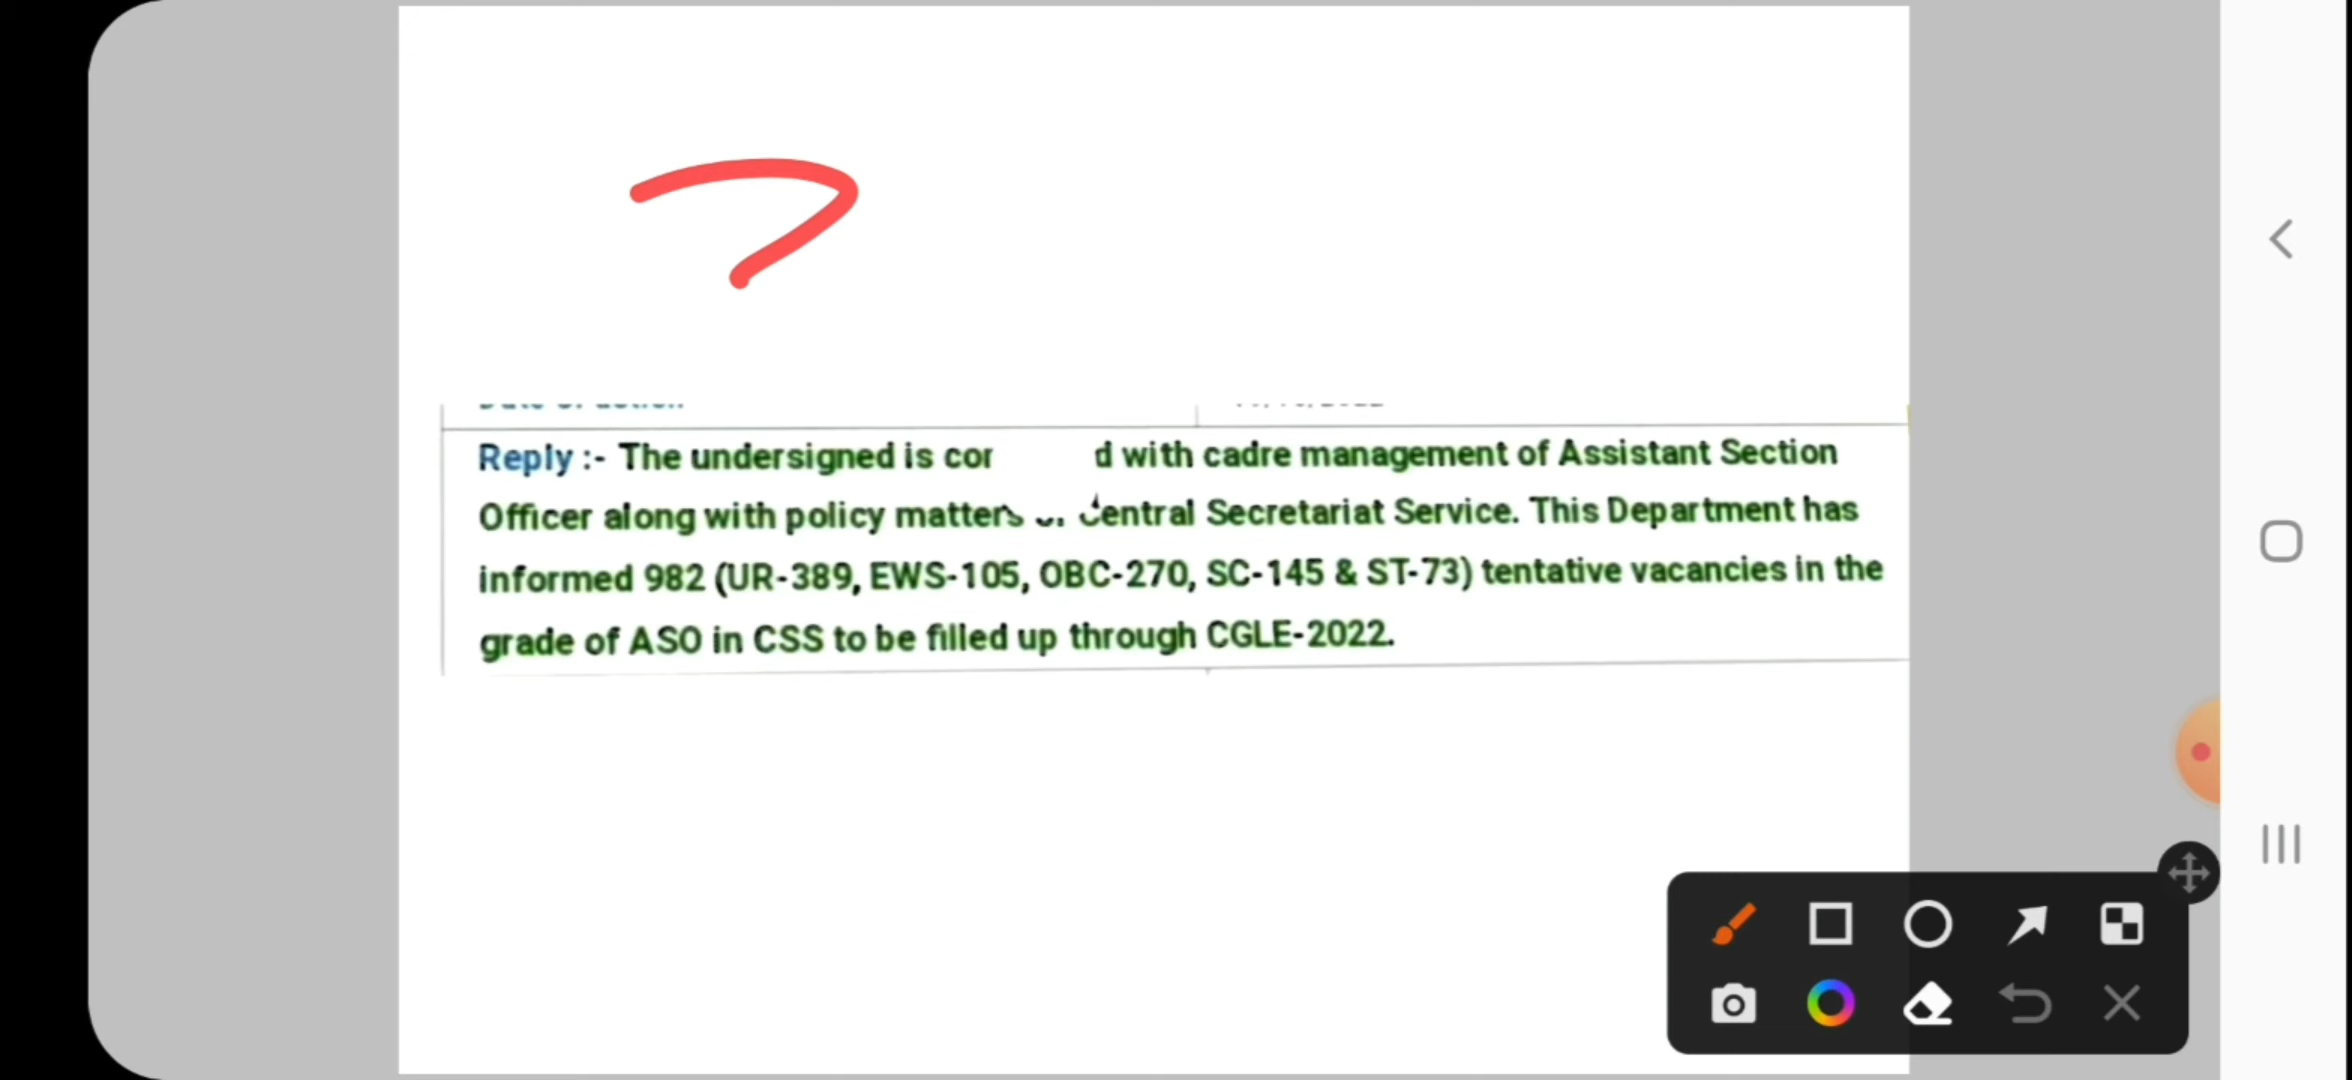 Reply :- The undersigned is cor d with cadre management of Assistant Section
Officer along with policy matters Central Secretariat Service. This Department has
informed 982 (UR-389, EWS-105, OBC-270, SC-145 & ST-73) tentative vacancies in the
grade of ASO in CSS to be filled up through CGLE-2022.